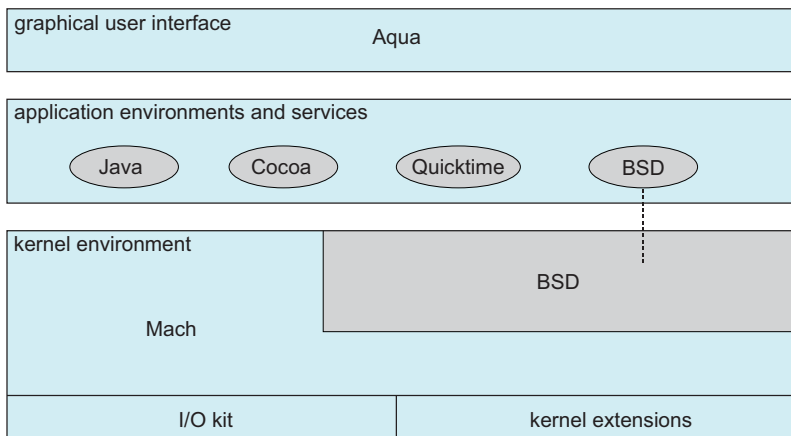 graphical user interface
Aqua
application environments and services
Java
Cocoa
Quicktime
BSD
kernel environment
BSD
Mach
I/O kit
kernel extensions